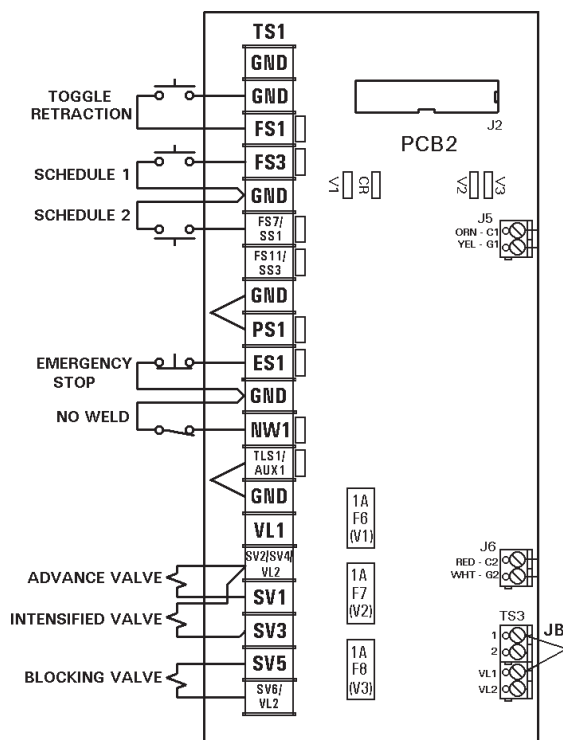 TS1
GND
GND
FS1
FS3
GND
FS7/
SS1
FS11/
SS3
GND
PS1
ES1
GND
NW1
TLS1/
AUX1
GND
VL1
SV2/SV4/
VL2
SV1
SV3
SV5
SV6/
VL2
TOGGLE
RETRACTION
SCHEDULE 1
SCHEDULE 2
EMERGENCY
STOP
NO WELD
ADVANCE VALVE
INTENSIFIED VALVE
BLOCKING VALVE
J2
PCB2
V1
CR
V2
V3
J5
ORN - C1
YEL - G1
1A
F6
(V1)
1A
F7
(V2)
1A
F8
(V3)
J6
RED - C2
WHT - G2
TS3
JB
1
2
VL1
VL2